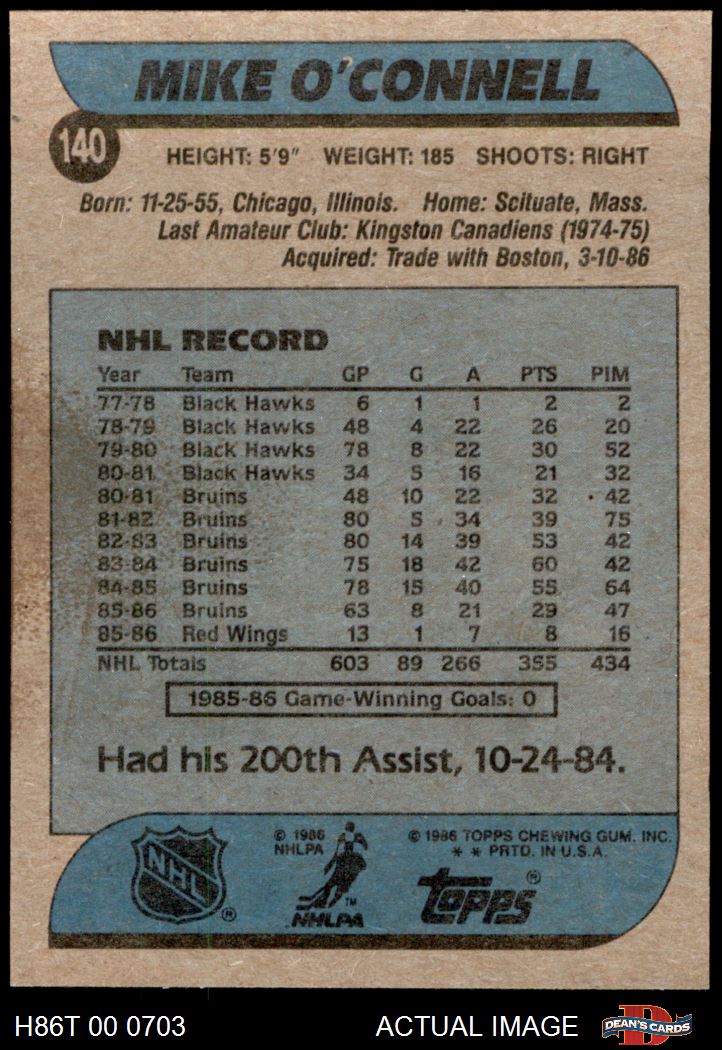 MIKE O'CONNELL
140
HEIGHT: 5'9" WEIGHT: 185 SHOOTS: RIGHT
Born: 11-25-55, Chicago, Illinois. Home: Scituate, Mass.
Last Amateur Club: Kingston Canadiens (1974-75)
Acquired: Trade with Boston, 3-10-86
NHL RECORD
Year Team GP G A PTS PIM
77-78 Black Hawks 6 1 1 2 2
78-79 Black Hawks 48 4 22 26 20
79-80 Black Hawks 78 8 22 30 52
80-81 Black Hawks 34 5 16 21 32
80-81 Bruins 48 10 22 32 42
81-82 Bruins 80 5 34 39 75
82-83 Bruins 80 14 39 53 42
83-84 Bruins 75 18 42 60 42
84-85 Bruins 78 15 40 55 64
85-86 Bruins 63 8 21 29 47
85-86 Red Wings 13 1 7 8 16
NHL Totals 603 89 266 355 434
1985-86 Game-Winning Goals: 0
Had his 200th Assist, 10-24-84.
NHL ®
© 1986
NHLPA
TM
NHLPA
© 1986 TOPPS CHEWING GUM, INC.
* * PRTD. IN U.S.A.
topps ®
H86T 00 0703 ACTUAL IMAGE
D
DEAN'S CARDS